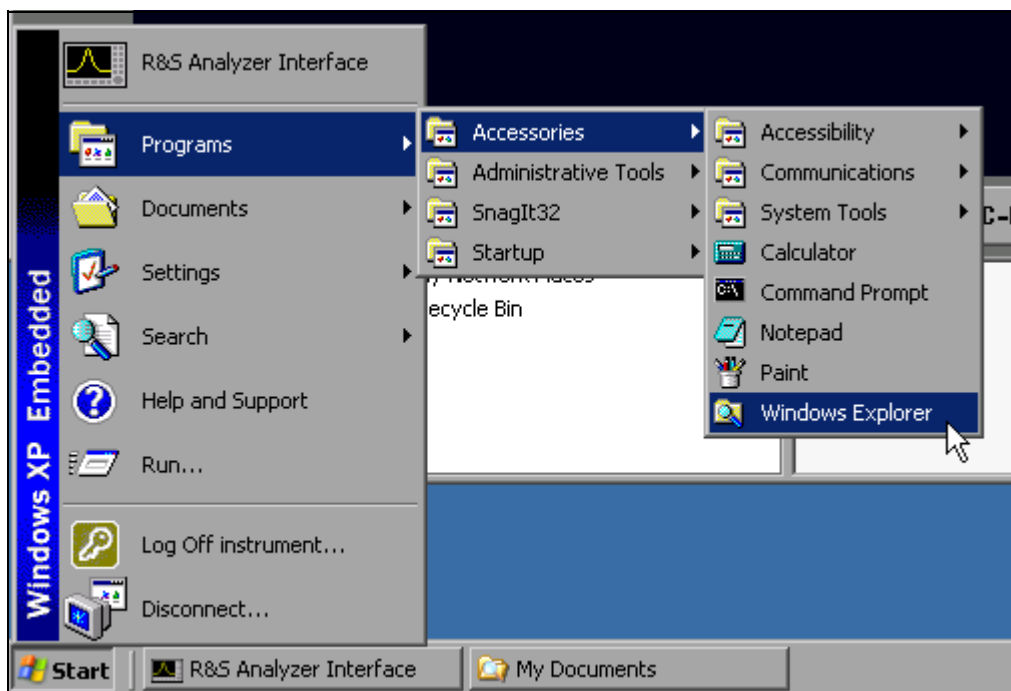 R&S Analyzer Interface
Programs
Documents
Settings
Search
Help and Support
Run...
Log Off instrument...
Disconnect...
Windows XP Embedded
Accessories
Administrative Tools
SnagIt32
Startup
ecycle Bin
Accessibility
Communications
System Tools
Calculator
Command Prompt
Notepad
Paint
Windows Explorer
Start
R&S Analyzer Interface
My Documents